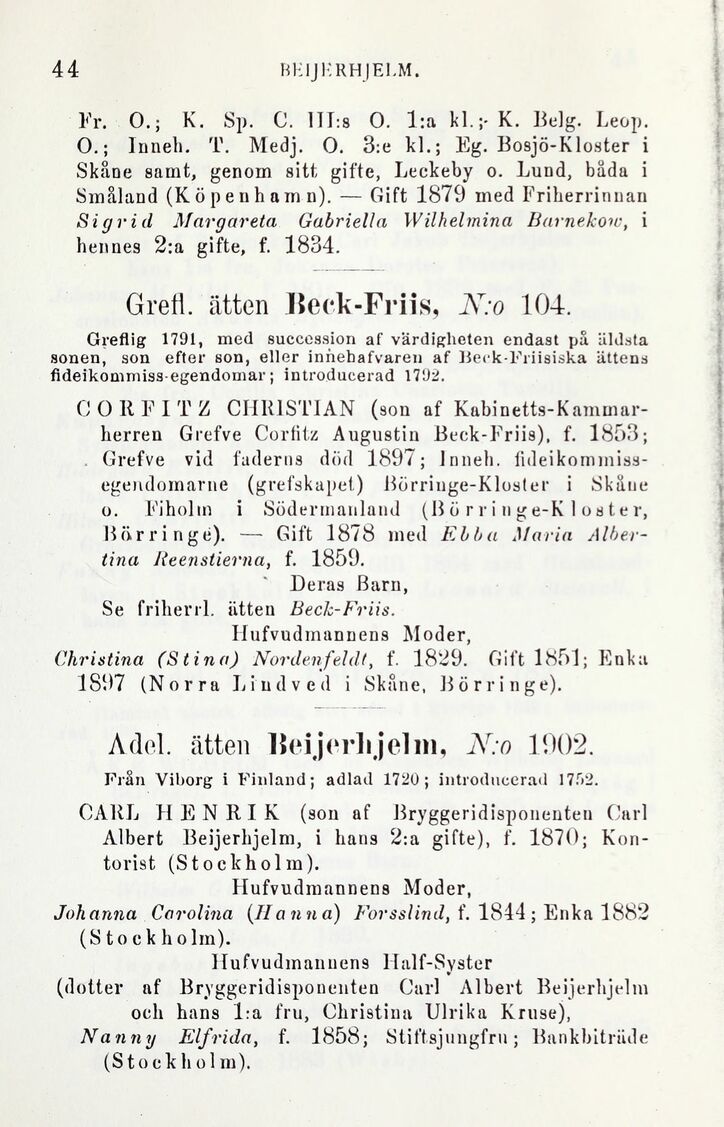 44 BEIJERHJELM.
Fr. O.; K. Sp. C. III:s O. 1:a kl.; K. Belg. Leop.
O.; Inneh. T. Medj. O. 3:e kl.; Eg. Bosjö-Kloster i
Skåne samt, genom sitt gifte, Leckeby o. Lund, båda i
Småland (Köpenhamn). — Gift 1879 med Friherrinnan
Sigrid Margareta Gabriella Wilhelmina Barnekow, i
hennes 2:a gifte, f. 1834.
Grefl. ätten Beck-Friis, N:o 104.
Greflig 1791, med succession af värdigheten endast på äldsta
sonen, son efter son, eller innehafvaren af Beck-Friisiska ättens
fideikommiss-egendomar; introducerad 1792.
CORFITZ CHRISTIAN (son af Kabinetts-Kammar-
herren Grefve Corfitz Augustin Beck-Friis), f. 1853;
Grefve vid faderns död 1897; Inneh. fideikommiss-
egendomarne (grefskapet) Börringe-Kloster i Skåne
o. Fiholm i Södermanland (Börringe-Kloster,
Börringe). — Gift 1878 med Ebba Maria Alber-
tina Reenstierna, f. 1859.
Deras Barn,
Se friherrl. ätten Beck-Friis.
Hufvudmannens Moder,
Christina (Stina) Nordenfeldt, f. 1829. Gift 1851; Enka
1897 (Norra Lindved i Skåne, Börringe).
Adel. ätten Beijerhjelm, N:o 1902.
Från Viborg i Finland; adlad 1720; introducerad 1752.
CARL HENRIK (son af Bryggeridisponenten Carl
Albert Beijerhjelm, i hans 2:a gifte), f. 1870; Kon-
torist (Stockholm).
Hufvudmannens Moder,
Johanna Carolina (Hanna) Forsslind, f. 1844; Enka 1882
(Stockholm).
Hufvudmannens Half-Syster
(dotter af Bryggeridisponenten Carl Albert Beijerhjelm
och hans 1:a fru, Christina Ulrika Kruse),
Nanny Elfrida, f. 1858; Stiftsjungfru; Bankbiträde
(Stockholm).